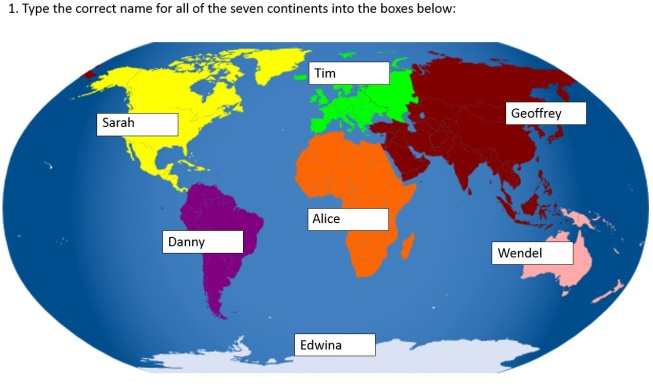 1. Type the correct name for all of the seven continents into the boxes below:
Tim
Geoffrey
Sarah
Alice
Danny
Wendel
Edwina